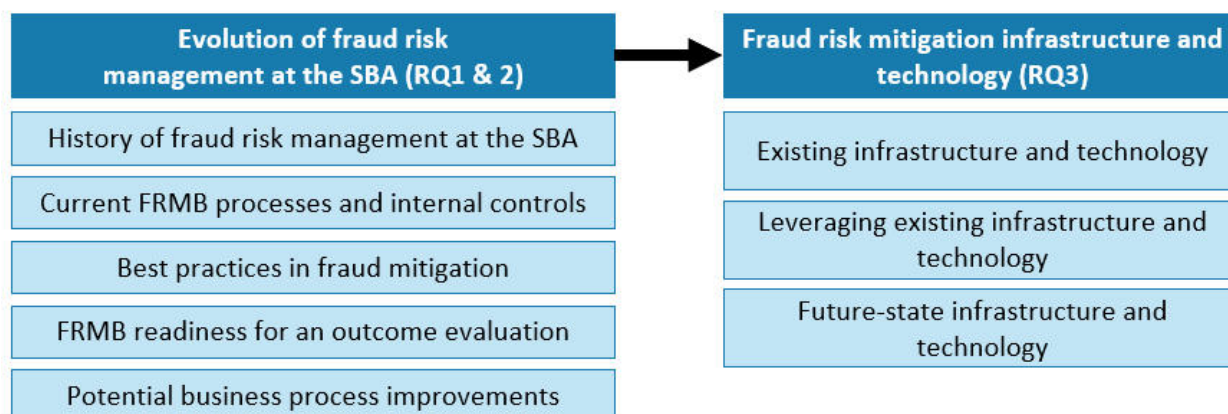 Evolution of fraud risk
management at the SBA (RQ1 & 2)
History of fraud risk management at the SBA
Current FRMB processes and internal controls
Best practices in fraud mitigation
FRMB readiness for an outcome evaluation
Potential business process improvements
Fraud risk mitigation infrastructure and
technology (RQ3)
Existing infrastructure and technology
Leveraging existing infrastructure and
technology
Future-state infrastructure and
technology